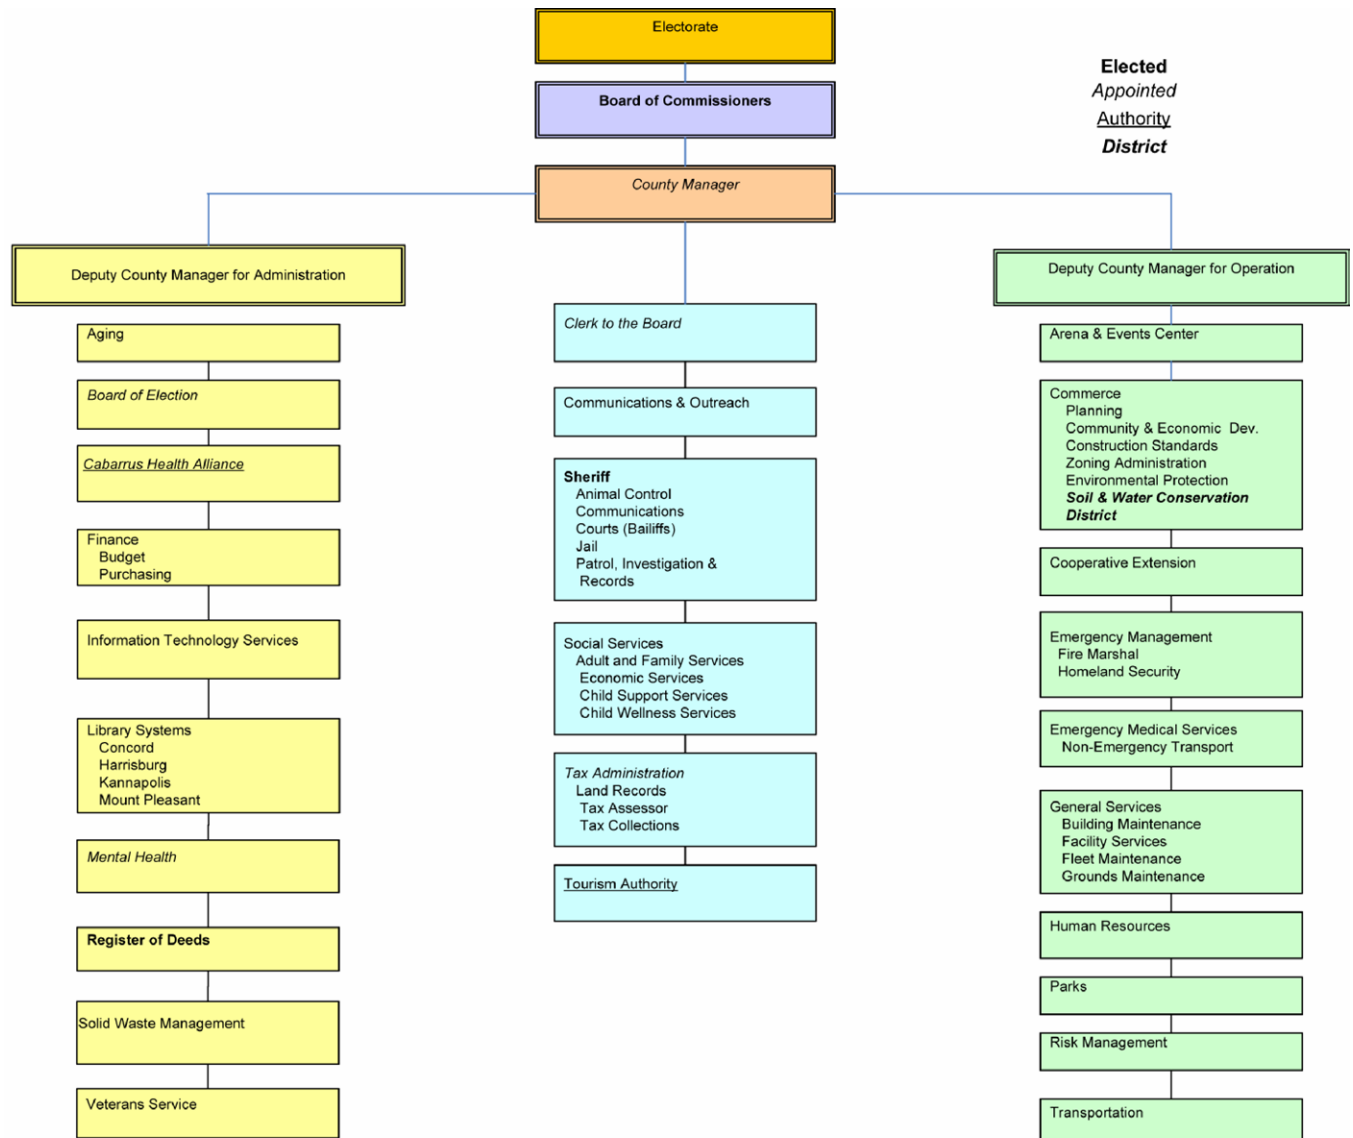 Electorate
Board of Commissioners
County Manager
Elected
Appointed
Authority
District
Deputy County Manager for Administration
Aging
Board of Election
Cabarrus Health Alliance
Finance
Budget
Purchasing
Information Technology Services
Library Systems
Concord
Harrisburg
Kannapolis
Mount Pleasant
Mental Health
Register of Deeds
Solid Waste Management
Veterans Service
Clerk to the Board
Communications & Outreach
Sheriff
Animal Control
Communications
Courts (Bailiffs)
Jail
Patrol, Investigation &
Records
Social Services
Adult and Family Services
Economic Services
Child Support Services
Child Wellness Services
Tax Administration
Land Records
Tax Assessor
Tax Collections
Tourism Authority
Deputy County Manager for Operation
Arena & Events Center
Commerce
Planning
Community & Economic Dev.
Construction Standards
Zoning Administration
Environmental Protection
Soil & Water Conservation
District
Cooperative Extension
Emergency Management
Fire Marshal
Homeland Security
Emergency Medical Services
Non-Emergency Transport
General Services
Building Maintenance
Facility Services
Fleet Maintenance
Grounds Maintenance
Human Resources
Parks
Risk Management
Transportation